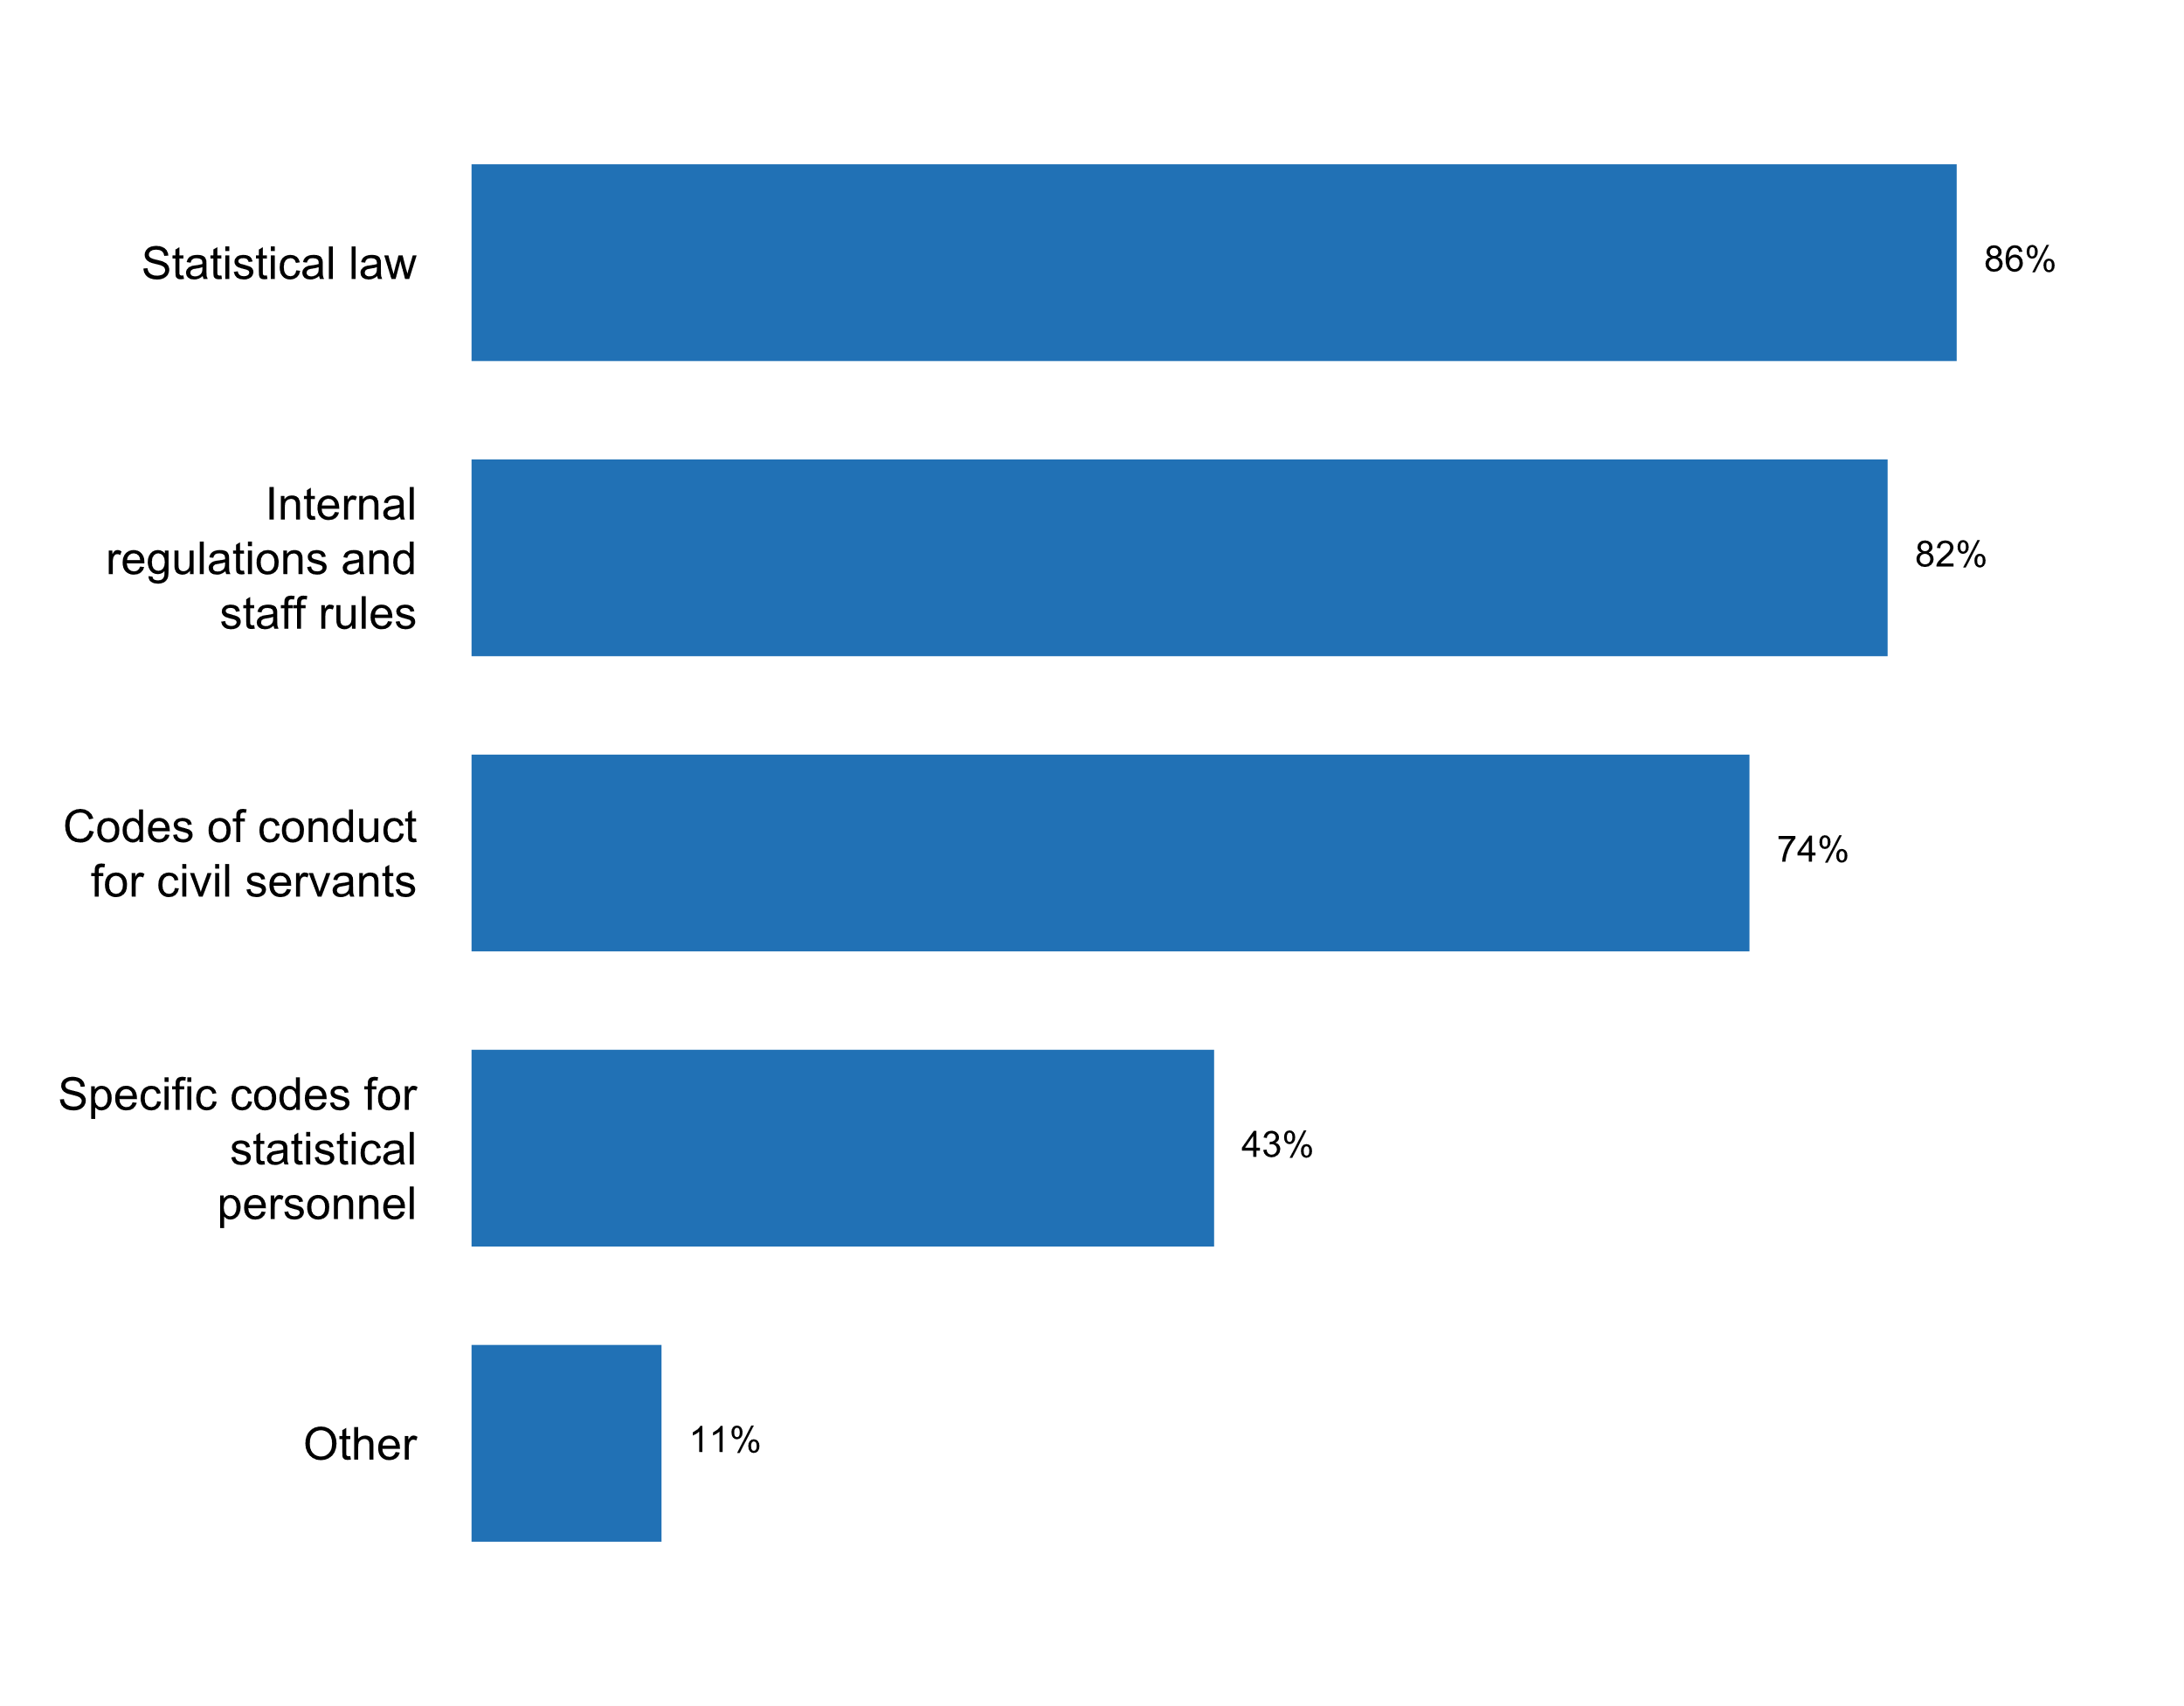 Statistical law
86%
Internal
regulations and
staff rules
82%
Codes of conduct
for civil servants
74%
Specific codes for
statistical
personnel
43%
Other
11%